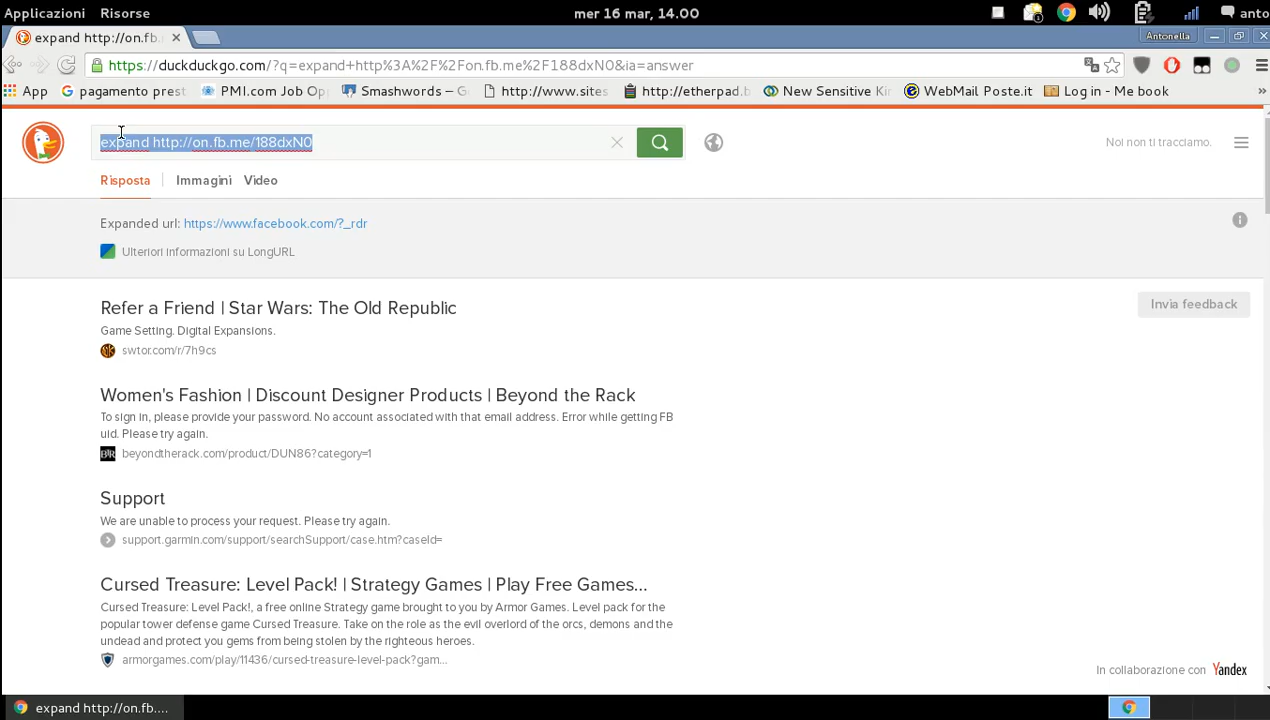 Applicazioni Risorse mer 16 mar, 14.00 anto
expand http://on.fb. Antonella
https://duckduckgo.com/?q=expand+http%3A%2F%2Fon.fb.me%2F188dxN0&ia=answer
App pagamento prest PMI.com Job Op Smashwords – G http://www.sites http://etherpad.b New Sensitive Kin WebMail Poste.it Log in - Me book »
expand http://on.fb.me/188dxN0 Noi non ti tracciamo.
Risposta Immagini Video
Expanded url: https://www.facebook.com/?_rdr
Ulteriori informazioni su LongURL
Refer a Friend | Star Wars: The Old Republic Invia feedback
Game Setting. Digital Expansions.
swtor.com/r/7h9cs
Women's Fashion | Discount Designer Products | Beyond the Rack
To sign in, please provide your password. No account associated with that email address. Error while getting FB
uid. Please try again.
BTR beyondtherack.com/product/DUN86?category=1
Support
We are unable to process your request. Please try again.
support.garmin.com/support/searchSupport/case.htm?caseId=
Cursed Treasure: Level Pack! | Strategy Games | Play Free Games...
Cursed Treasure: Level Pack!, a free online Strategy game brought to you by Armor Games. Level pack for the
popular tower defense game Cursed Treasure. Take on the role as the evil overlord of the orcs, demons and the
undead and protect you gems from being stolen by the righteous heroes.
armorgames.com/play/11436/cursed-treasure-level-pack?gam...
In collaborazione con Yandex
expand http://on.fb....